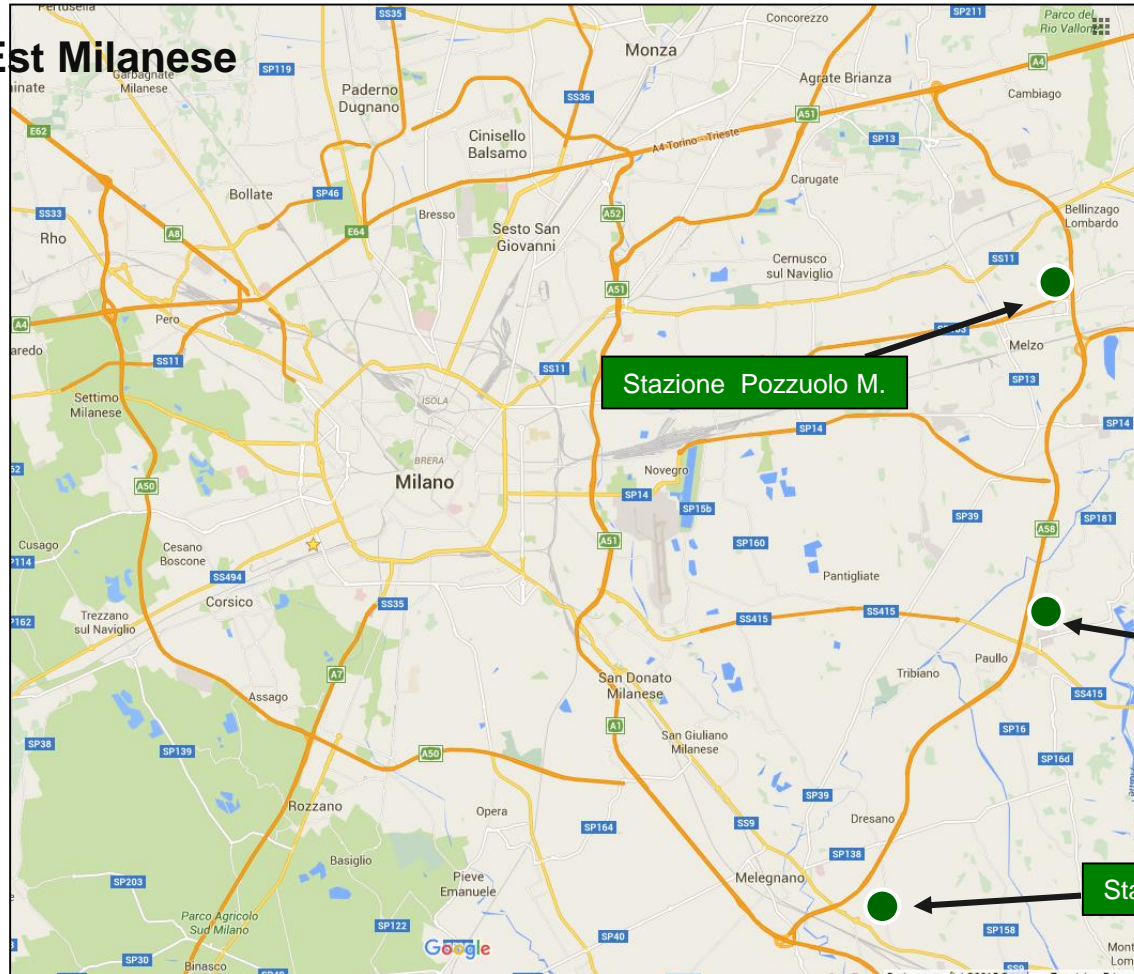 Est Milanese
Pertusella
SS35
Concorezzo
SP211
Parco del
Rio Vallone
Monza
SP119
Garbagnate
Milanese
Paderno
Dugnano
SS36
Agrate Brianza
A4
Cambiago
A51
E62
Cinisello
Balsamo
A4 Torino - Trieste
SP13
Carugate
SP46
Bollate
SS33
Bresso
A52
Bellinzago
Lombardo
Rho
A8
E64
Sesto San
Giovanni
Cernusco
sul Naviglio
SS11
A51
A4
Pero
SS11
SS11
Melzo
Stazione Pozzuolo M.
SP13
Settimo
Milanese
ISOLA
SP14
SP14
BRERA
Milano
Novegro
A50
SP14
SP15b
SP39
SP181
A58
Cusago
Cesano
Boscone
A51
SP160
SP114
SS494
Pantigliate
Corsico
SS35
Trezzano
sul Naviglio
SS415
SS415
SP162
Paullo
A7
San Donato
Milanese
Tribiano
SS415
Assago
A1
San Giuliano
Milanese
SP16
SP38
SP139
A50
SP16d
Rozzano
SP39
Opera
SP164
SS9
Dresano
Basiglio
SP138
SP203
Pieve
Emanuele
Melegnano
Sta
Parco Agricolo
Sud Milano
SP122
SP158
Google
SP40
SP30
Binasco